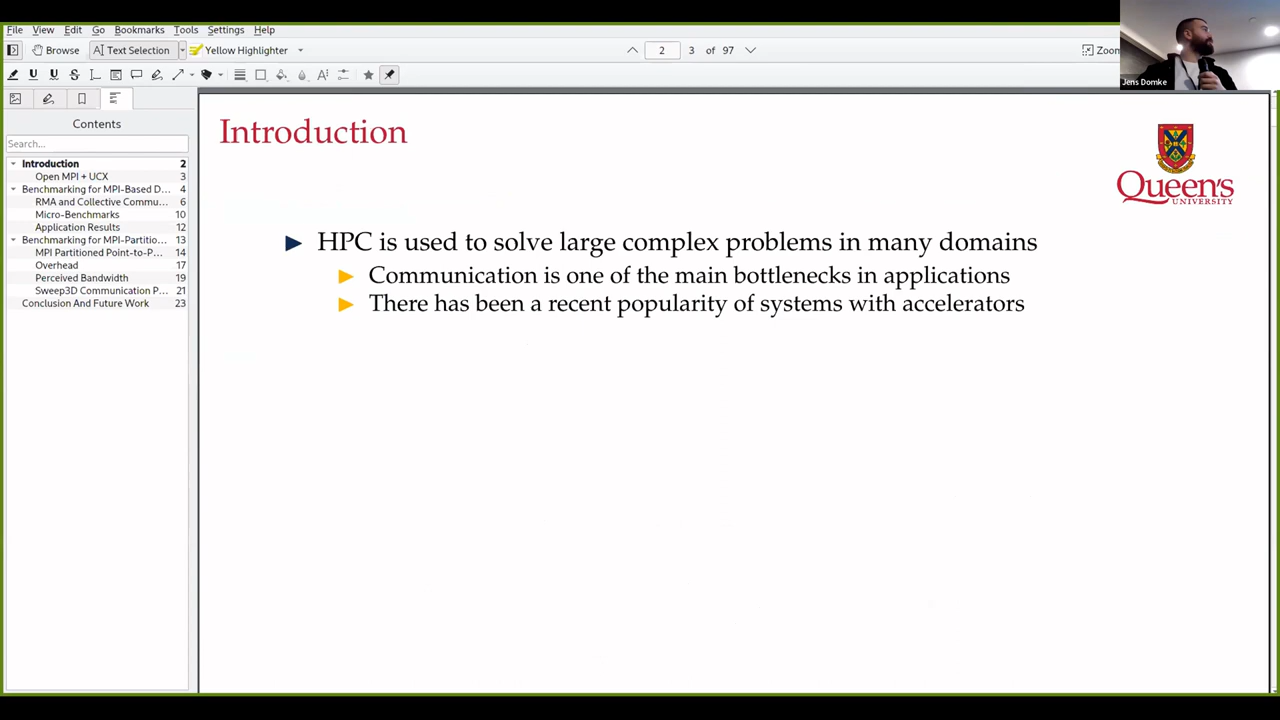 File View Edit Go Bookmarks Tools Settings Help
Browse Text Selection Yellow Highlighter 2 3 of 97 Zoom
Jens Domke
Contents
Search...
Introduction 2
Open MPI + UCX 3
Benchmarking for MPI-Based D... 4
RMA and Collective Commu... 6
Micro-Benchmarks 10
Application Results 12
Benchmarking for MPI-Partitio... 13
MPI Partitioned Point-to-P... 14
Overhead 17
Perceived Bandwidth 19
Sweep3D Communication P... 21
Conclusion And Future Work 23
Introduction
Queen's
UNIVERSITY
HPC is used to solve large complex problems in many domains
Communication is one of the main bottlenecks in applications
There has been a recent popularity of systems with accelerators